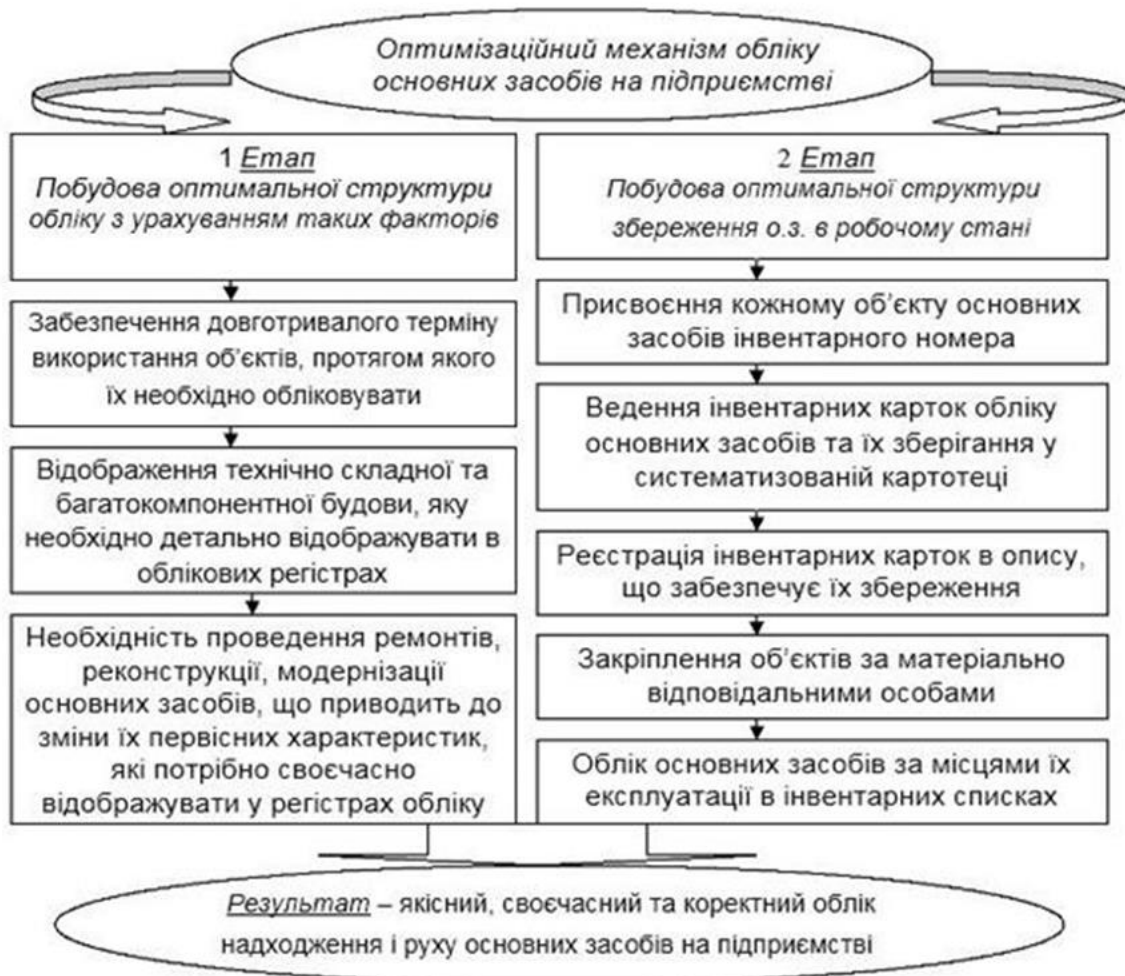 Оптимізаційний механізм обліку
основних засобів на підприємстві
1 Етап
Побудова оптимальної структури
обліку з урахуванням таких факторів
Забезпечення довготривалого терміну
використання об’єктів, протягом якого
їх необхідно обліковувати
Відображення технічно складної та
багатокомпонентної будови, яку
необхідно детально відображувати в
облікових регістрах
Необхідність проведення ремонтів,
реконструкції, модернізації
основних засобів, що приводить до
зміни їх первісних характеристик,
які потрібно своєчасно
відображувати у регістрах обліку
2 Етап
Побудова оптимальної структури
збереження о.з. в робочому стані
Присвоєння кожному об’єкту основних
засобів інвентарного номера
Ведення інвентарних карток обліку
основних засобів та їх зберігання у
систематизованій картотеці
Реєстрація інвентарних карток в опису,
що забезпечує їх збереження
Закріплення об’єктів за матеріально
відповідальними особами
Облік основних засобів за місцями їх
експлуатації в інвентарних списках
Результат – якісний, своєчасний та коректний облік
надходження і руху основних засобів на підприємстві